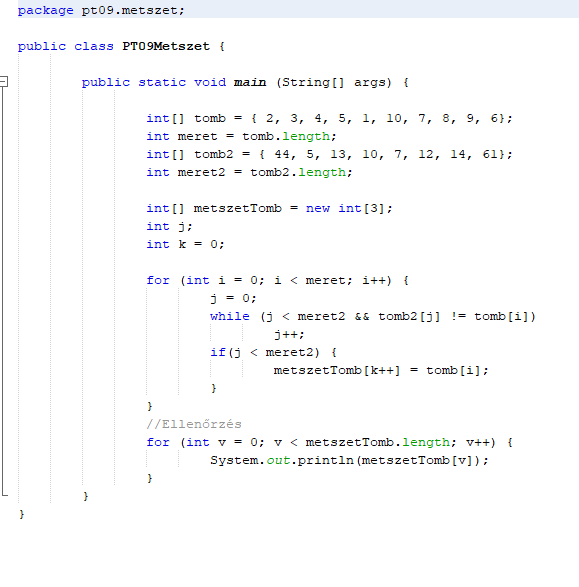 package pt09.metszet;
public class PT09Metszet {
public static void main (String[] args) {
int[] tomb = { 2, 3, 4, 5, 1, 10, 7, 8, 9, 6};
int meret = tomb.length;
int[] tomb2 = { 44, 5, 13, 10, 7, 12, 14, 61};
int meret2 = tomb2.length;
int[] metszetTomb = new int[3];
int j;
int k = 0;
for (int i = 0; i < meret; i++) {
j = 0;
while (j < meret2 && tomb2[j] != tomb[i])
j++;
if(j < meret2) {
metszetTomb[k++] = tomb[i];
}
}
//Ellenőrzés
for (int v = 0; v < metszetTomb.length; v++) {
System.out.println(metszetTomb[v]);
}
}
}